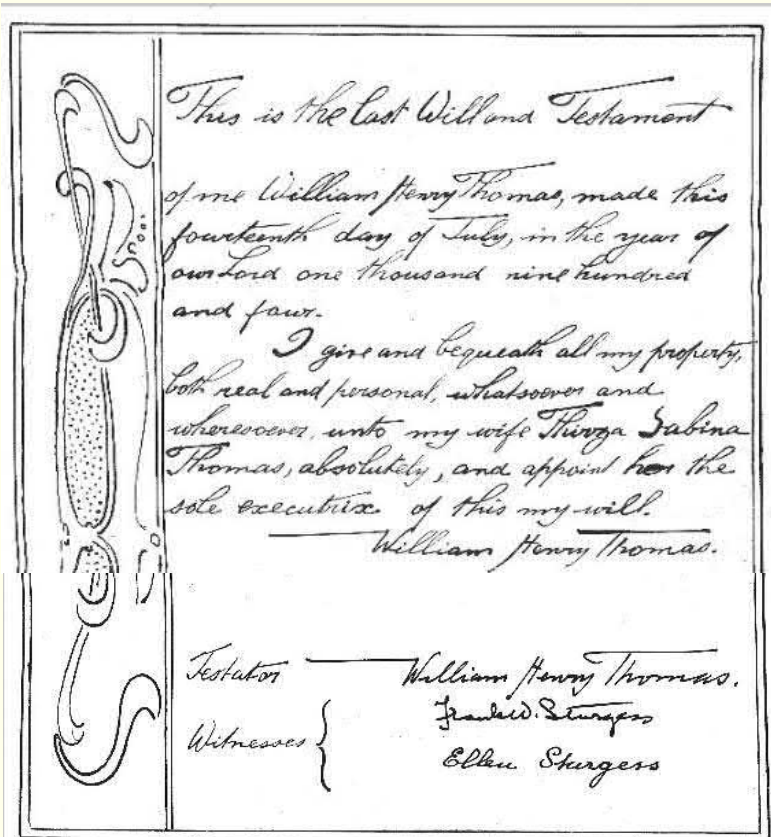 This is the last Will and Testament
of me William Henry Thomas, made this
fourteenth day of July, in the year of
our Lord one thousand nine hundred
and four.
I give and bequeath all my property,
both real and personal, whatsoever and
wheresoever, unto my wife Thirza Sabina
Thomas, absolutely, and appoint her the
sole executrix of this my will.
William Henry Thomas.
Testator William Henry Thomas.
Frank W. Sturgess
Witnesses
Ellen Sturgess